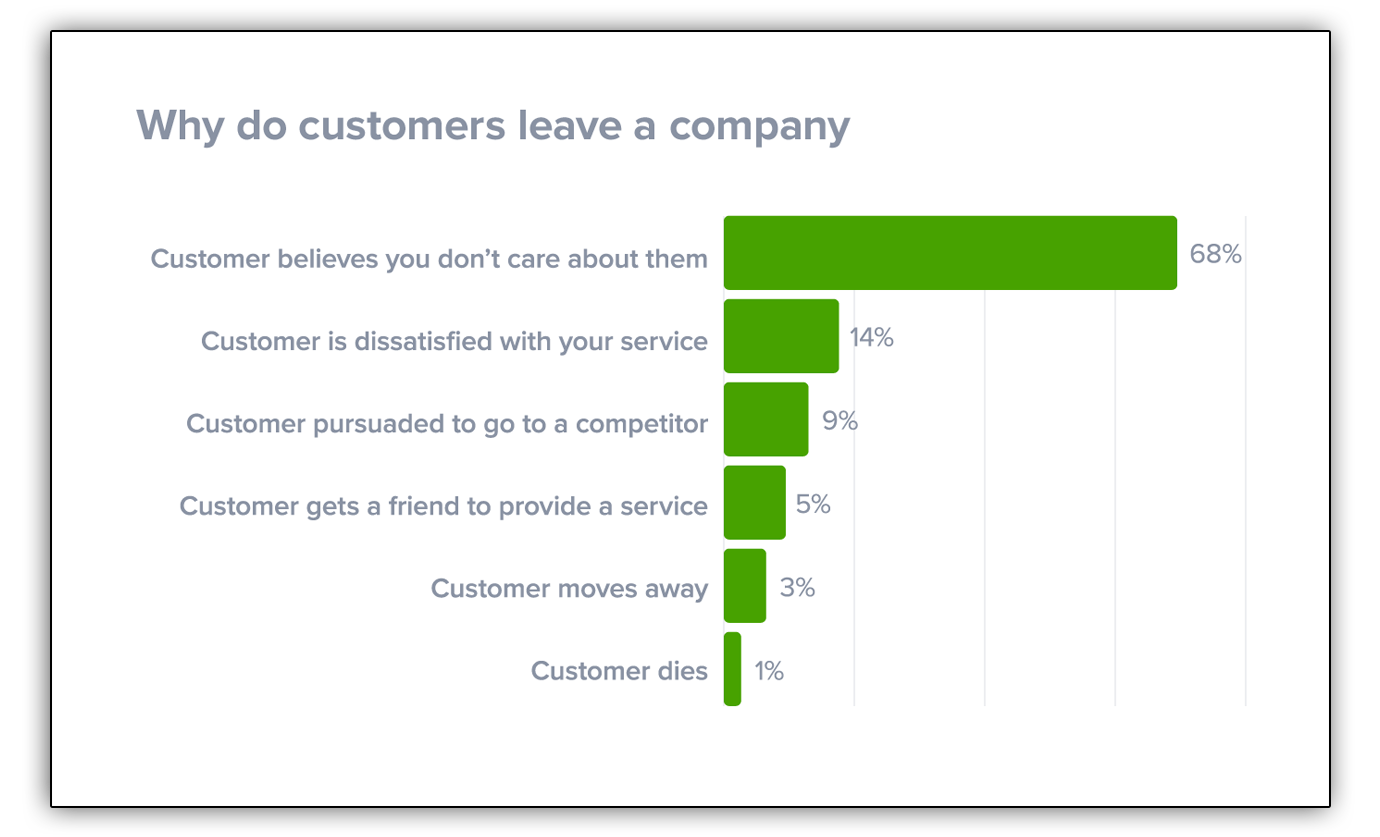 Why do customers leave a company
Customer believes you don’t care about them 68%
Customer is dissatisfied with your service 14%
Customer pursuaded to go to a competitor 9%
Customer gets a friend to provide a service 5%
Customer moves away 3%
Customer dies 1%